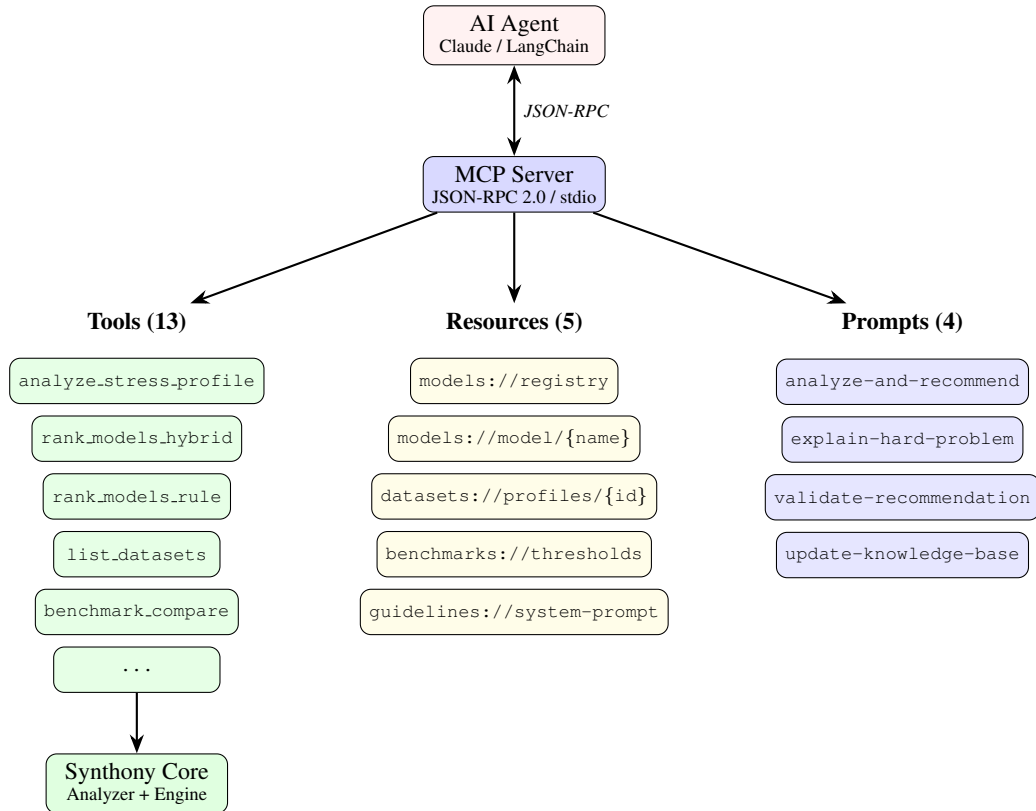 AI Agent
Claude / LangChain
JSON-RPC
MCP Server
JSON-RPC 2.0 / stdio
Tools (13)
analyze_stress_profile
rank_models_hybrid
rank_models_rule
list_datasets
benchmark_compare
...
Synthony Core
Analyzer + Engine
Resources (5)
models://registry
models://model/{name}
datasets://profiles/{id}
benchmarks://thresholds
guidelines://system-prompt
Prompts (4)
analyze-and-recommend
explain-hard-problem
validate-recommendation
update-knowledge-base